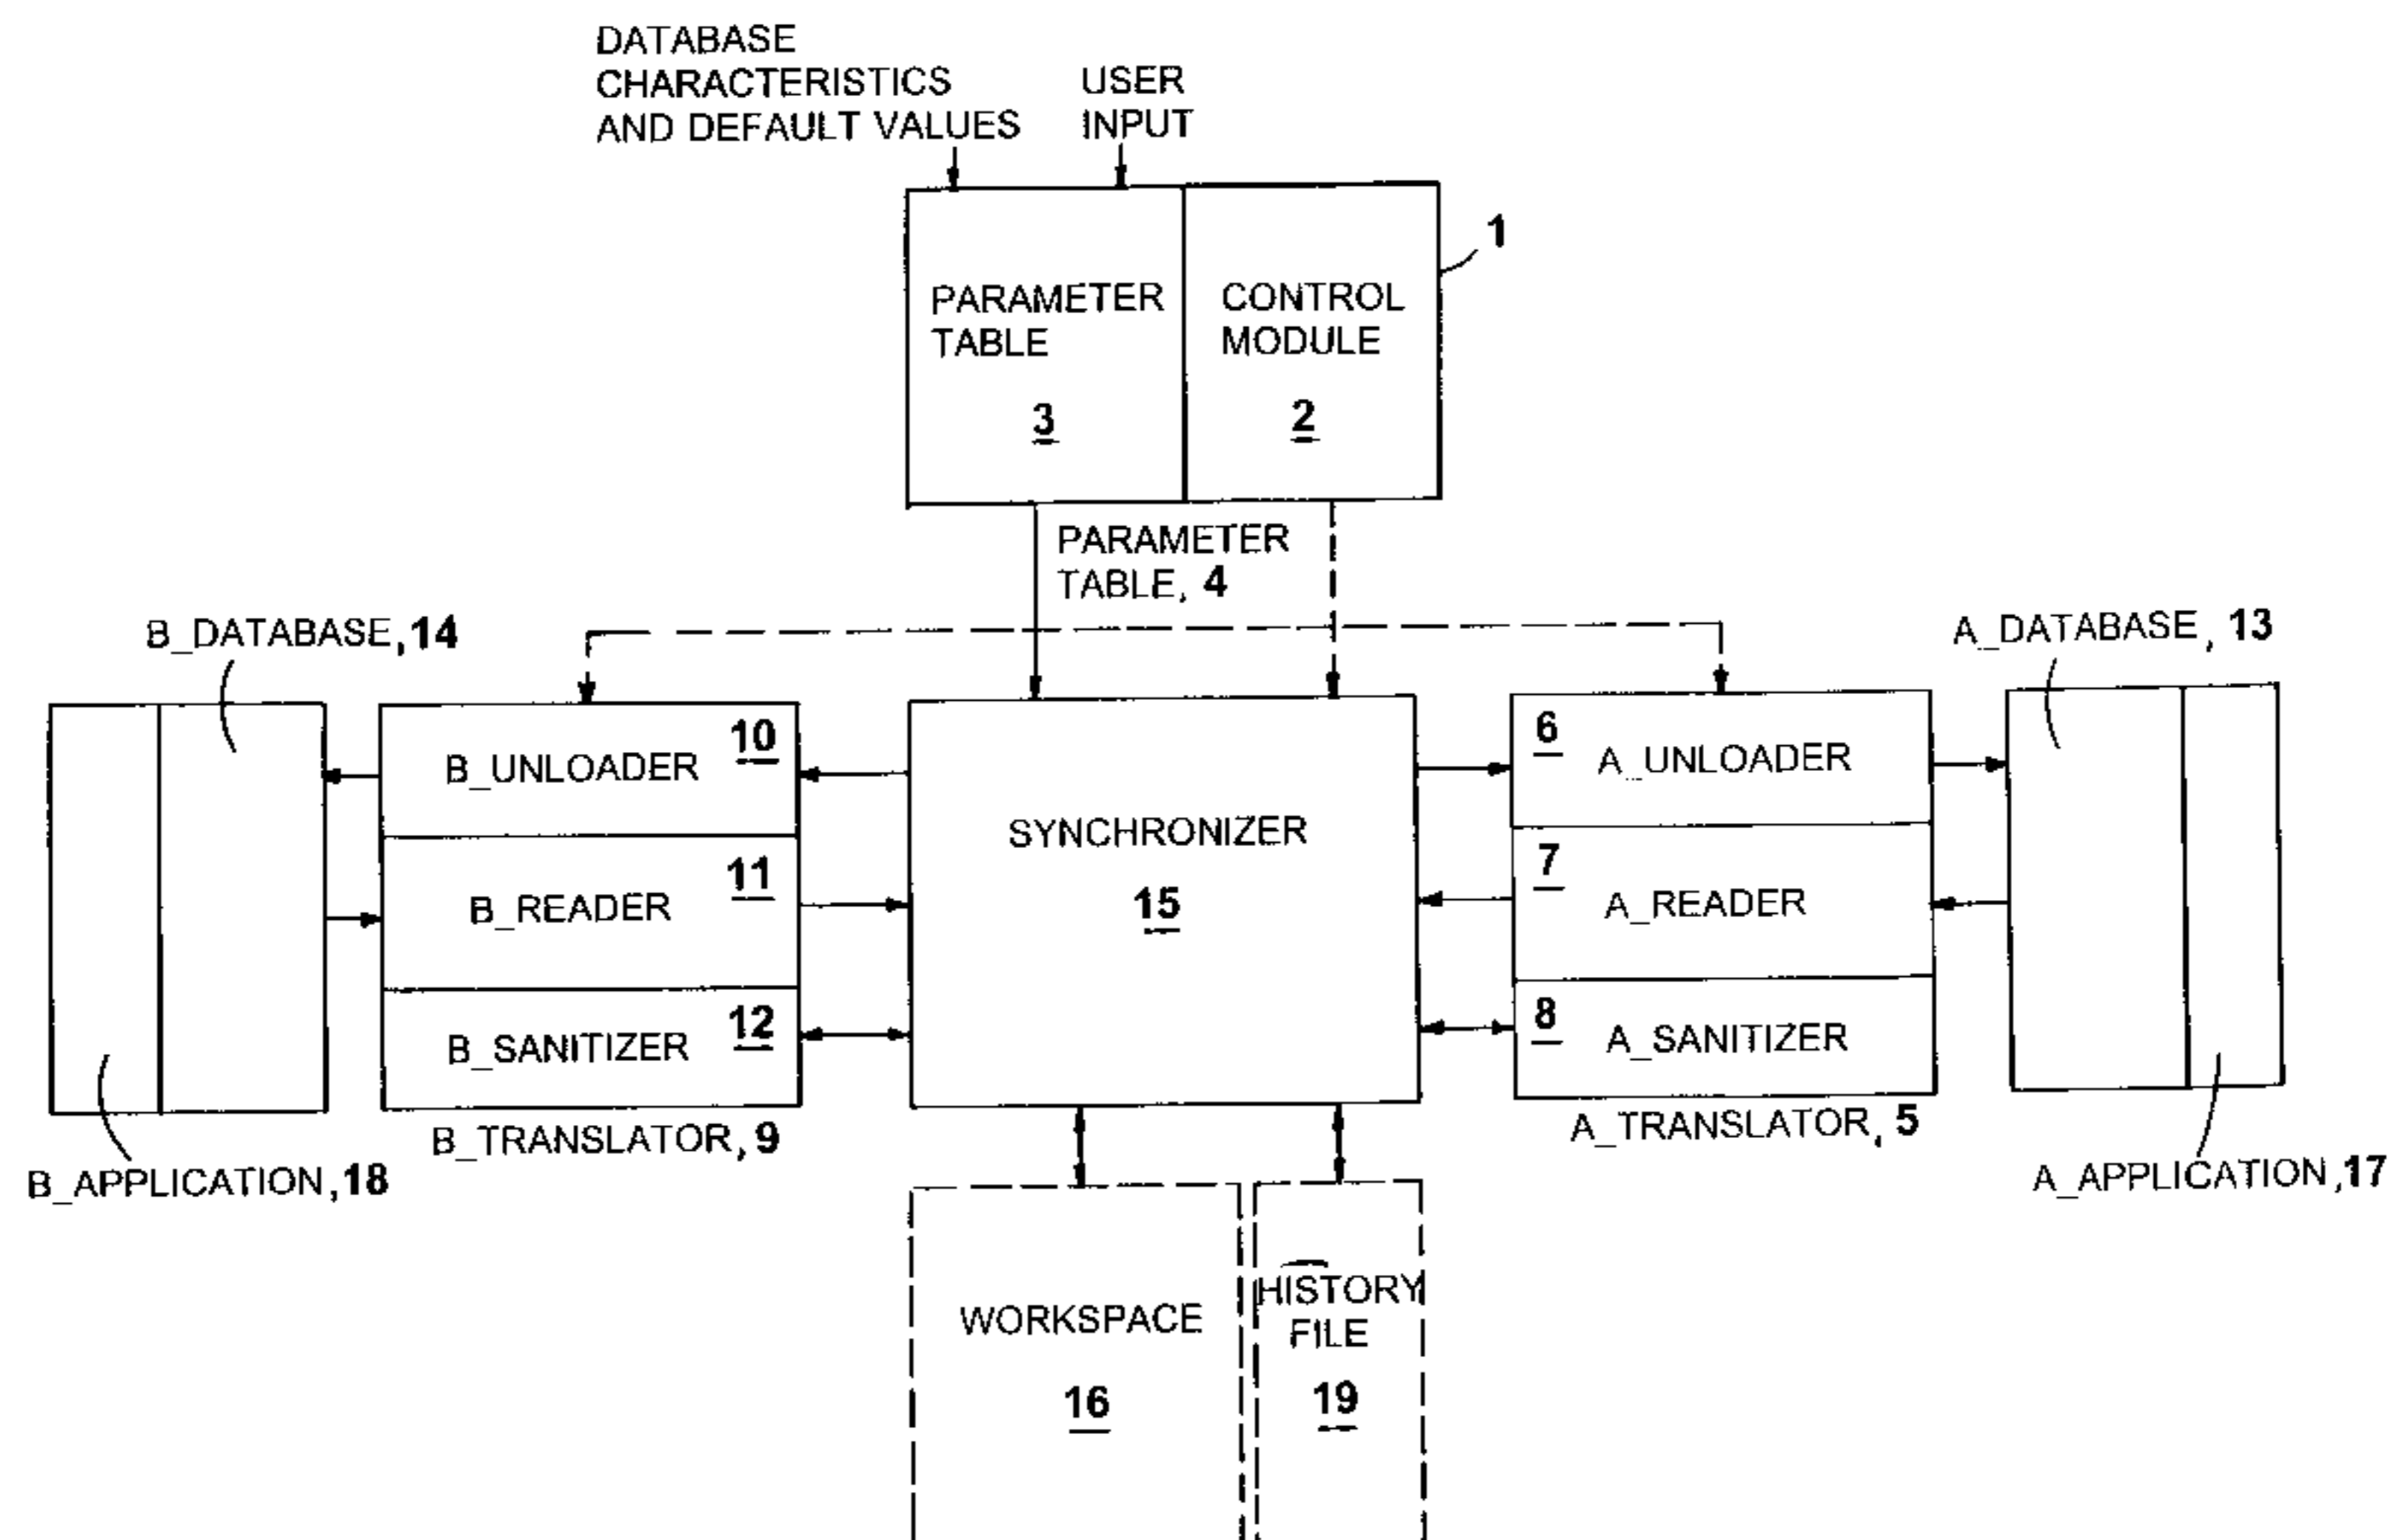 DATABASE
CHARACTERISTICS
AND DEFAULT VALUES
USER
INPUT
1
PARAMETER
TABLE
3
CONTROL
MODULE
2
PARAMETER
TABLE, 4
B_DATABASE, 14
A_DATABASE, 13
B_UNLOADER 10
B_READER 11
B_SANITIZER 12
B_TRANSLATOR, 9
B_APPLICATION, 18
SYNCHRONIZER
15
6 A_UNLOADER
7 A_READER
8 A_SANITIZER
A_TRANSLATOR, 5
A_APPLICATION, 17
WORKSPACE
16
HISTORY
FILE
19